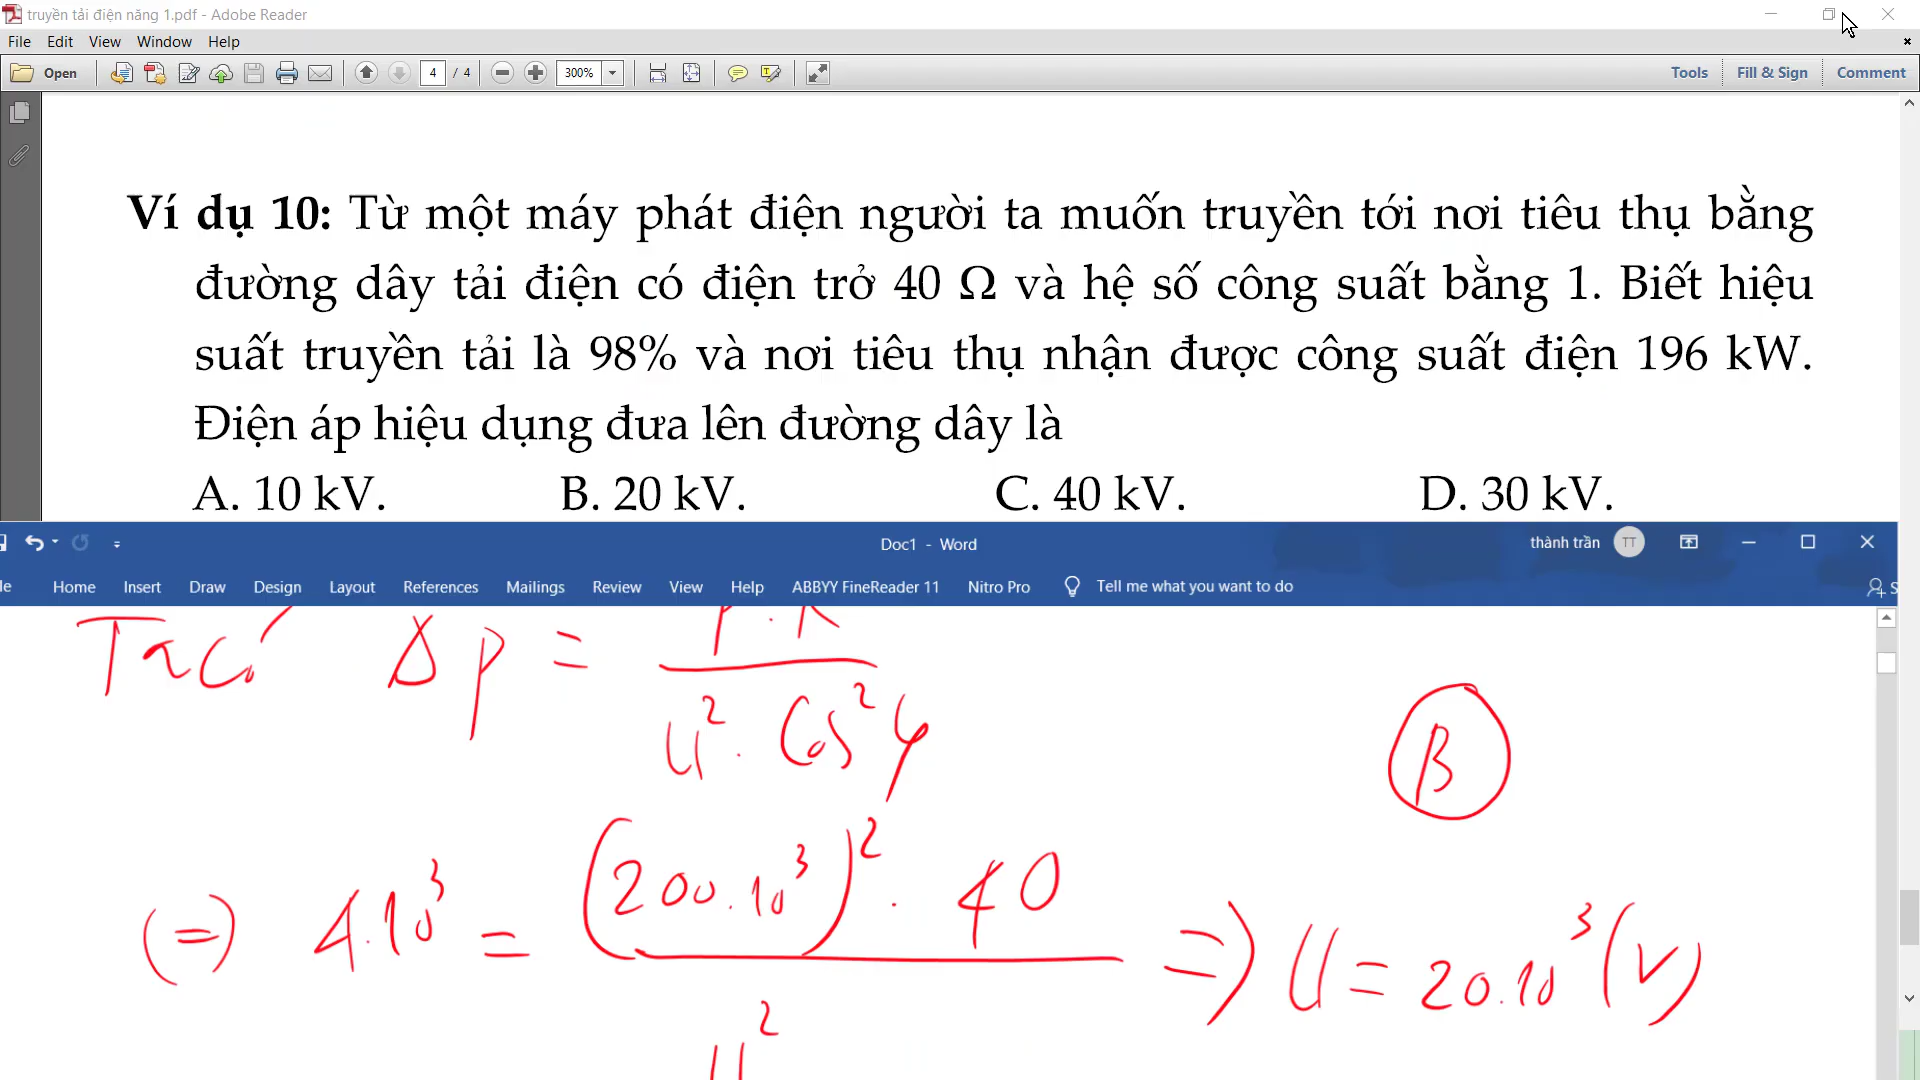 truyền tải điện năng 1.pdf - Adobe Reader
File Edit View Window Help
Open 4 / 4 300% Tools Fill & Sign Comment
Ví dụ 10: Từ một máy phát điện người ta muốn truyền tới nơi tiêu thụ bằng
đường dây tải điện có điện trở 40 Ω và hệ số công suất bằng 1. Biết hiệu
suất truyền tải là 98% và nơi tiêu thụ nhận được công suất điện 196 kW.
Điện áp hiệu dụng đưa lên đường dây là
A. 10 kV. B. 20 kV. C. 40 kV. D. 30 kV.
Doc1 - Word thành trần TT
le Home Insert Draw Design Layout References Mailings Review View Help ABBYY FineReader 11 Nitro Pro Tell me what you want to do S
Ta có ΔP = P . R
U² . Cos²φ
B
(=) 4.10³ = (200.10³)² . 40 => U = 20.10³ (V)
U²